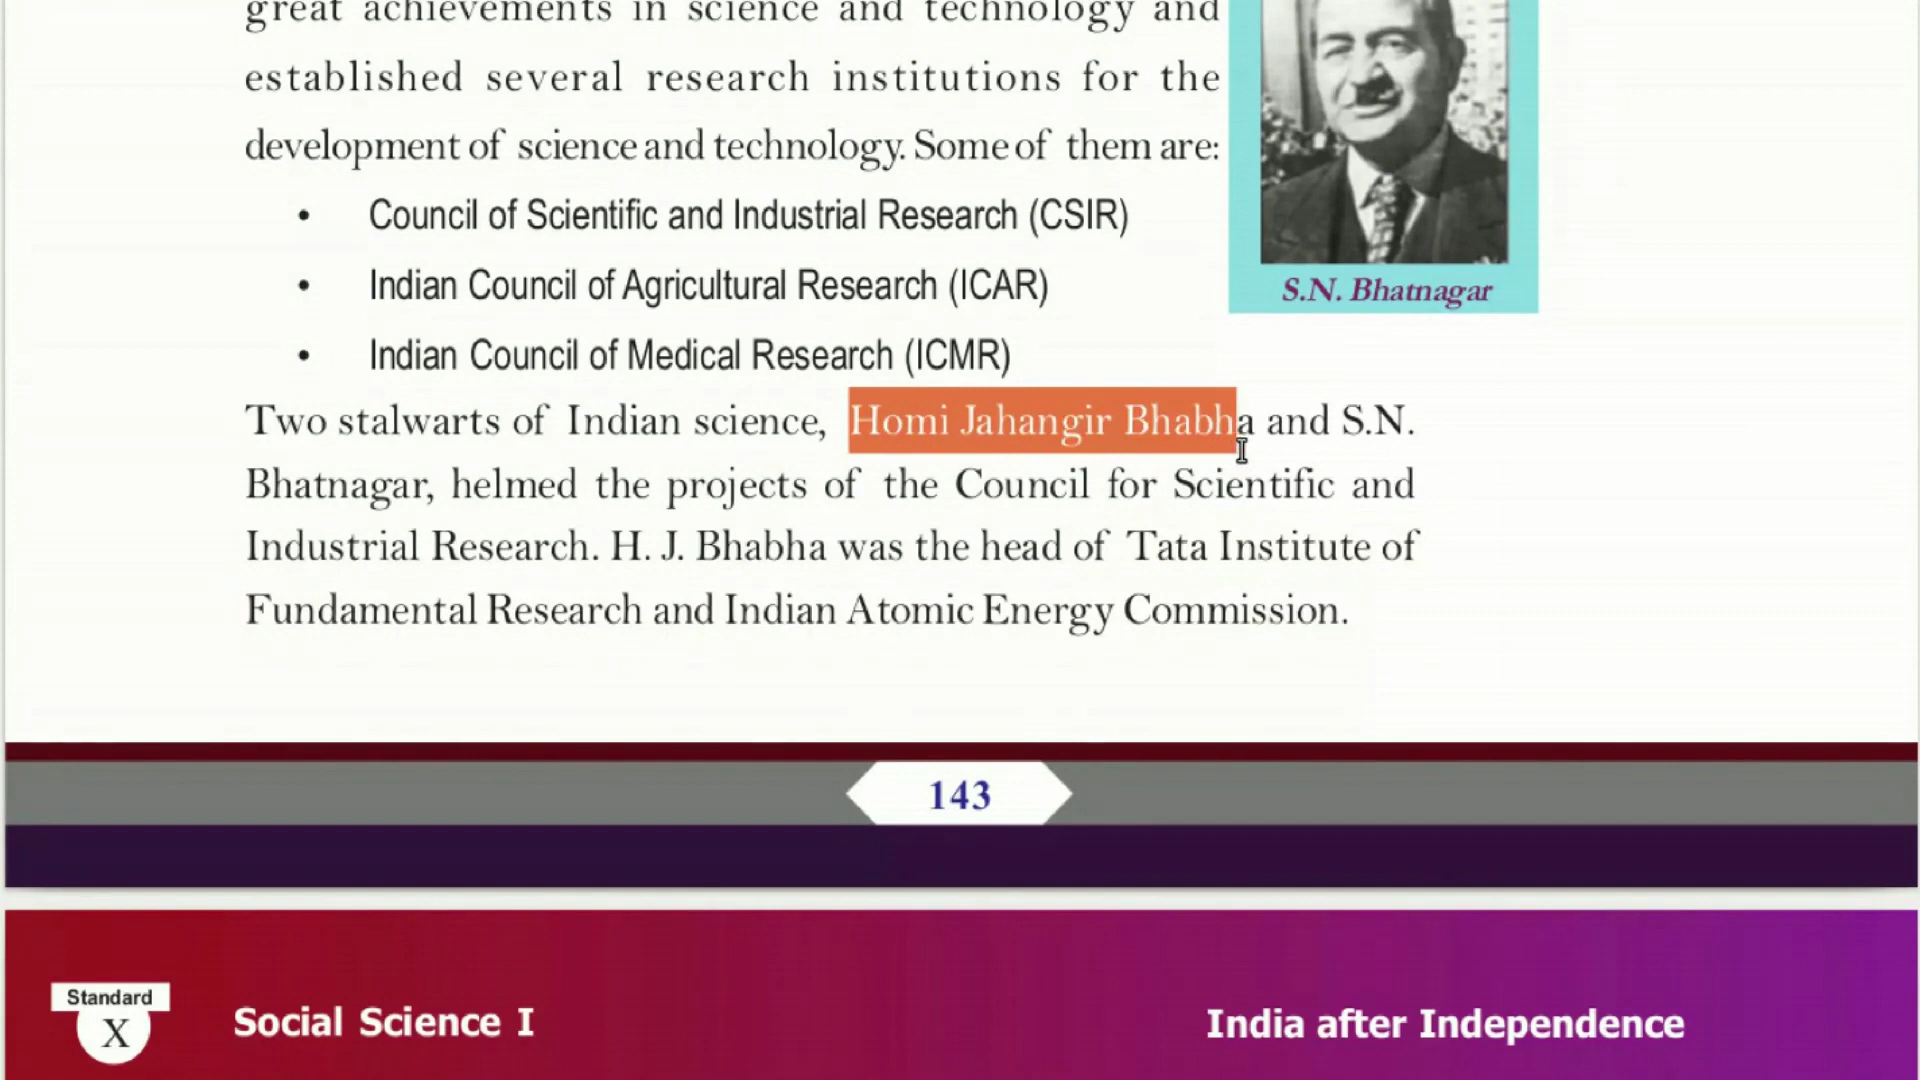 great achievements in science and technology and
established several research institutions for the
development of science and technology. Some of them are:
• Council of Scientific and Industrial Research (CSIR)
• Indian Council of Agricultural Research (ICAR)
• Indian Council of Medical Research (ICMR)
S.N. Bhatnagar
Two stalwarts of Indian science, Homi Jahangir Bhabha and S.N.
Bhatnagar, helmed the projects of the Council for Scientific and
Industrial Research. H. J. Bhabha was the head of Tata Institute of
Fundamental Research and Indian Atomic Energy Commission.
143
Standard
X
Social Science I
India after Independence